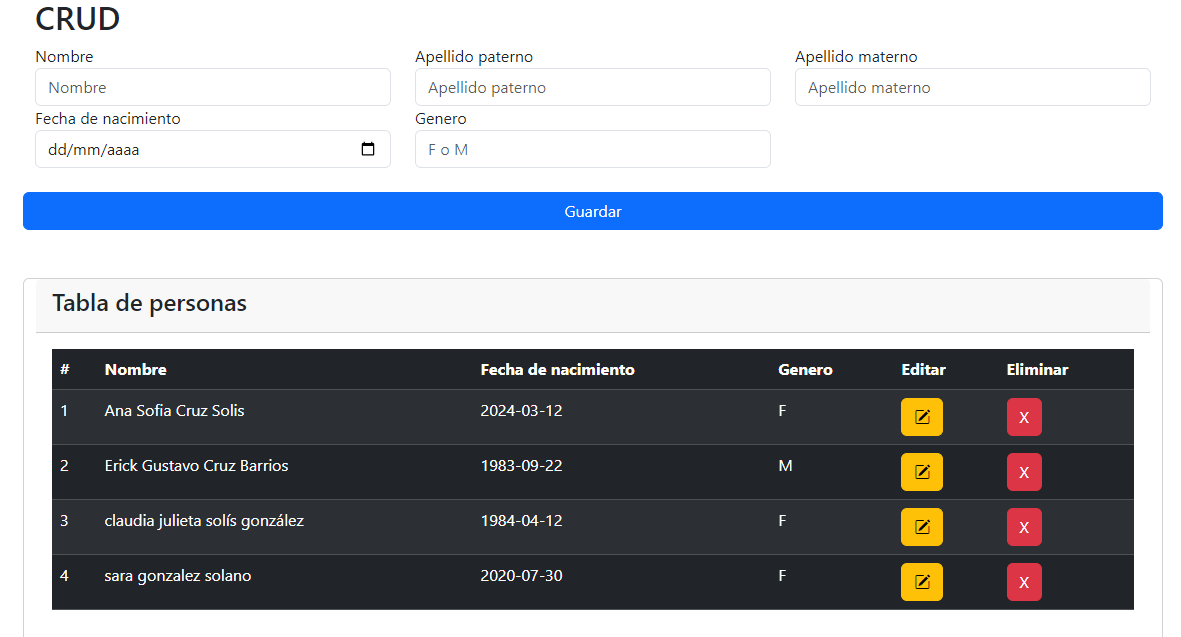 CRUD
Nombre Apellido paterno Apellido materno
Nombre Apellido paterno Apellido materno
Fecha de nacimiento Genero
dd/mm/aaaa F o M
Guardar
Tabla de personas
# Nombre Fecha de nacimiento Genero Editar Eliminar
1 Ana Sofia Cruz Solis 2024-03-12 F X
2 Erick Gustavo Cruz Barrios 1983-09-22 M X
3 claudia julieta solís gonzález 1984-04-12 F X
4 sara gonzalez solano 2020-07-30 F X